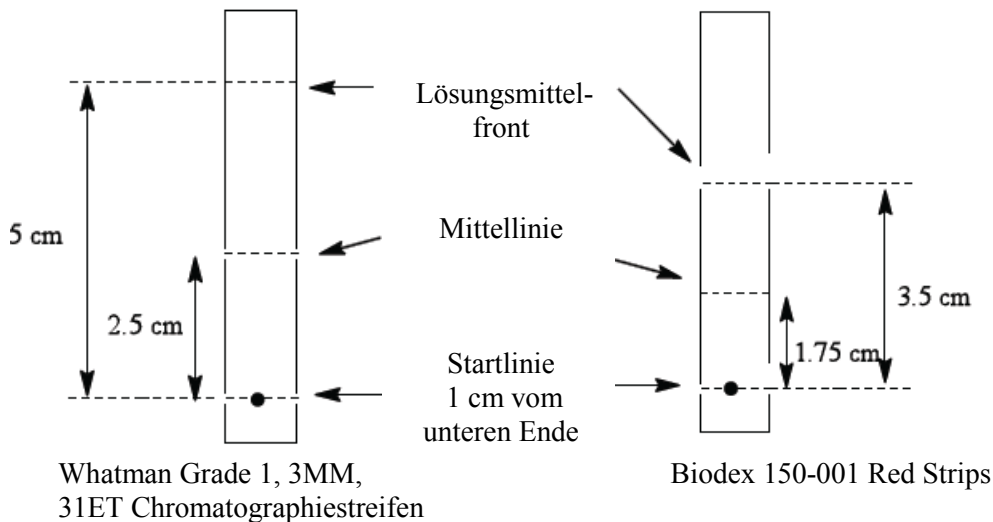 Lösungsmittel-
front
5 cm
Mittellinie
2.5 cm
3.5 cm
1.75 cm
Startlinie
1 cm vom
unteren Ende
Whatman Grade 1, 3MM,
31ET Chromatographiestreifen
Biodex 150-001 Red Strips